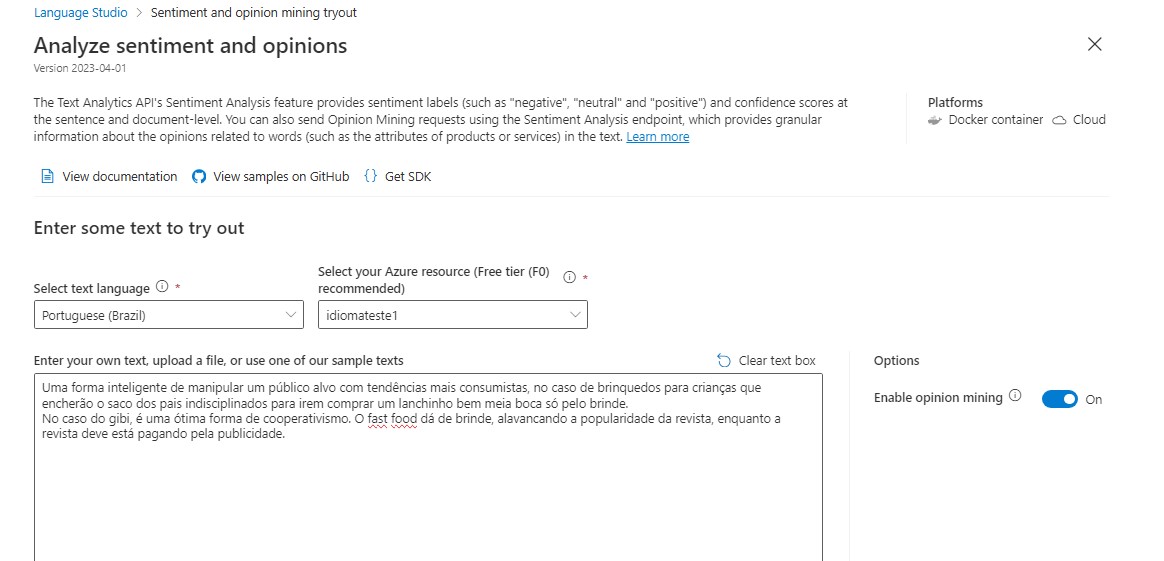 Language Studio > Sentiment and opinion mining tryout
Analyze sentiment and opinions
Version 2023-04-01
The Text Analytics API's Sentiment Analysis feature provides sentiment labels (such as "negative", "neutral" and "positive") and confidence scores at
the sentence and document-level. You can also send Opinion Mining requests using the Sentiment Analysis endpoint, which provides granular
information about the opinions related to words (such as the attributes of products or services) in the text. Learn more
Platforms
Docker container Cloud
View documentation View samples on GitHub {} Get SDK
Enter some text to try out
Select text language *
Portuguese (Brazil)
Select your Azure resource (Free tier (F0)
recommended) *
idiomateste1
Enter your own text, upload a file, or use one of our sample texts
Clear text box
Uma forma inteligente de manipular um público alvo com tendências mais consumistas, no caso de brinquedos para crianças que
encherão o saco dos pais indisciplinados para irem comprar um lanchinho bem meia boca só pelo brinde.
No caso do gibi, é uma ótima forma de cooperativismo. O fast food dá de brinde, alavancando a popularidade da revista, enquanto a
revista deve está pagando pela publicidade.
Options
Enable opinion mining On